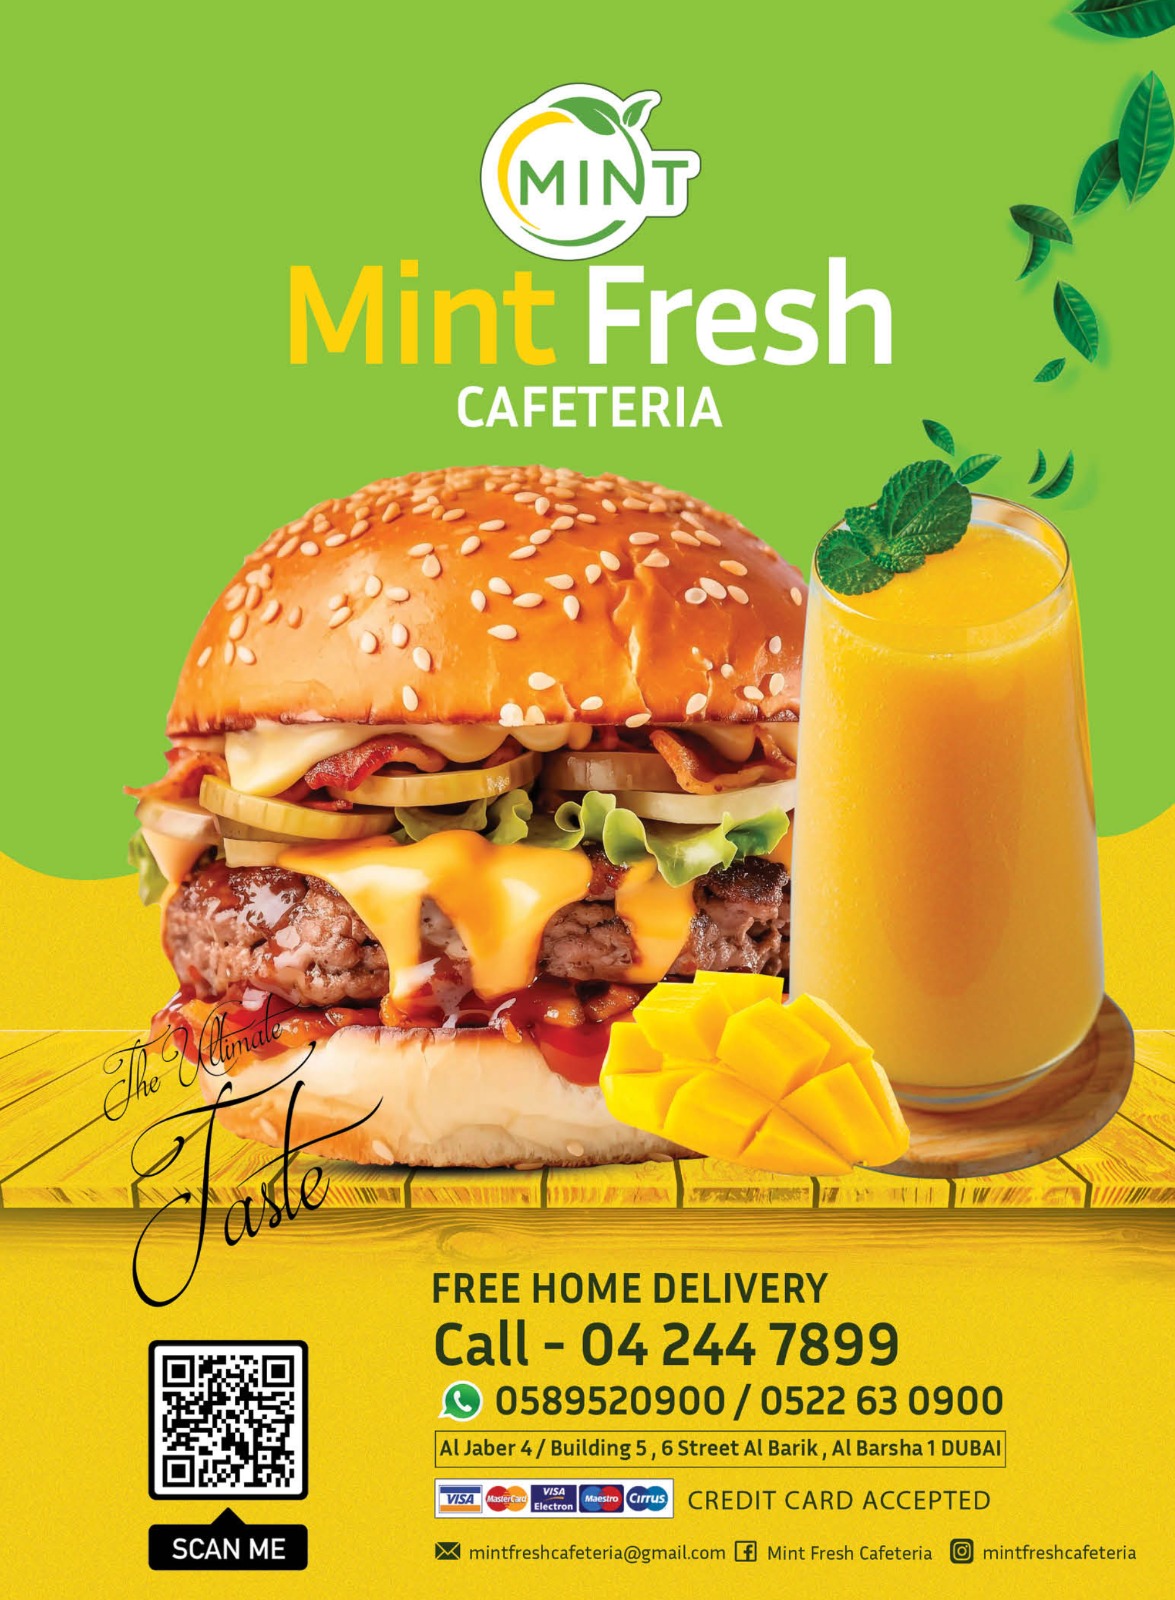 MINT
Mint Fresh
CAFETERIA
The Ultimate
Taste
FREE HOME DELIVERY
Call - 04 244 7899
0589520900 / 0522 63 0900
Al Jaber 4 / Building 5 , 6 Street Al Barik , Al Barsha 1 DUBAI
VISA MasterCard VISA Electron Maestro Cirrus CREDIT CARD ACCEPTED
SCAN ME
mintfreshcafeteria@gmail.com Mint Fresh Cafeteria mintfreshcafeteria